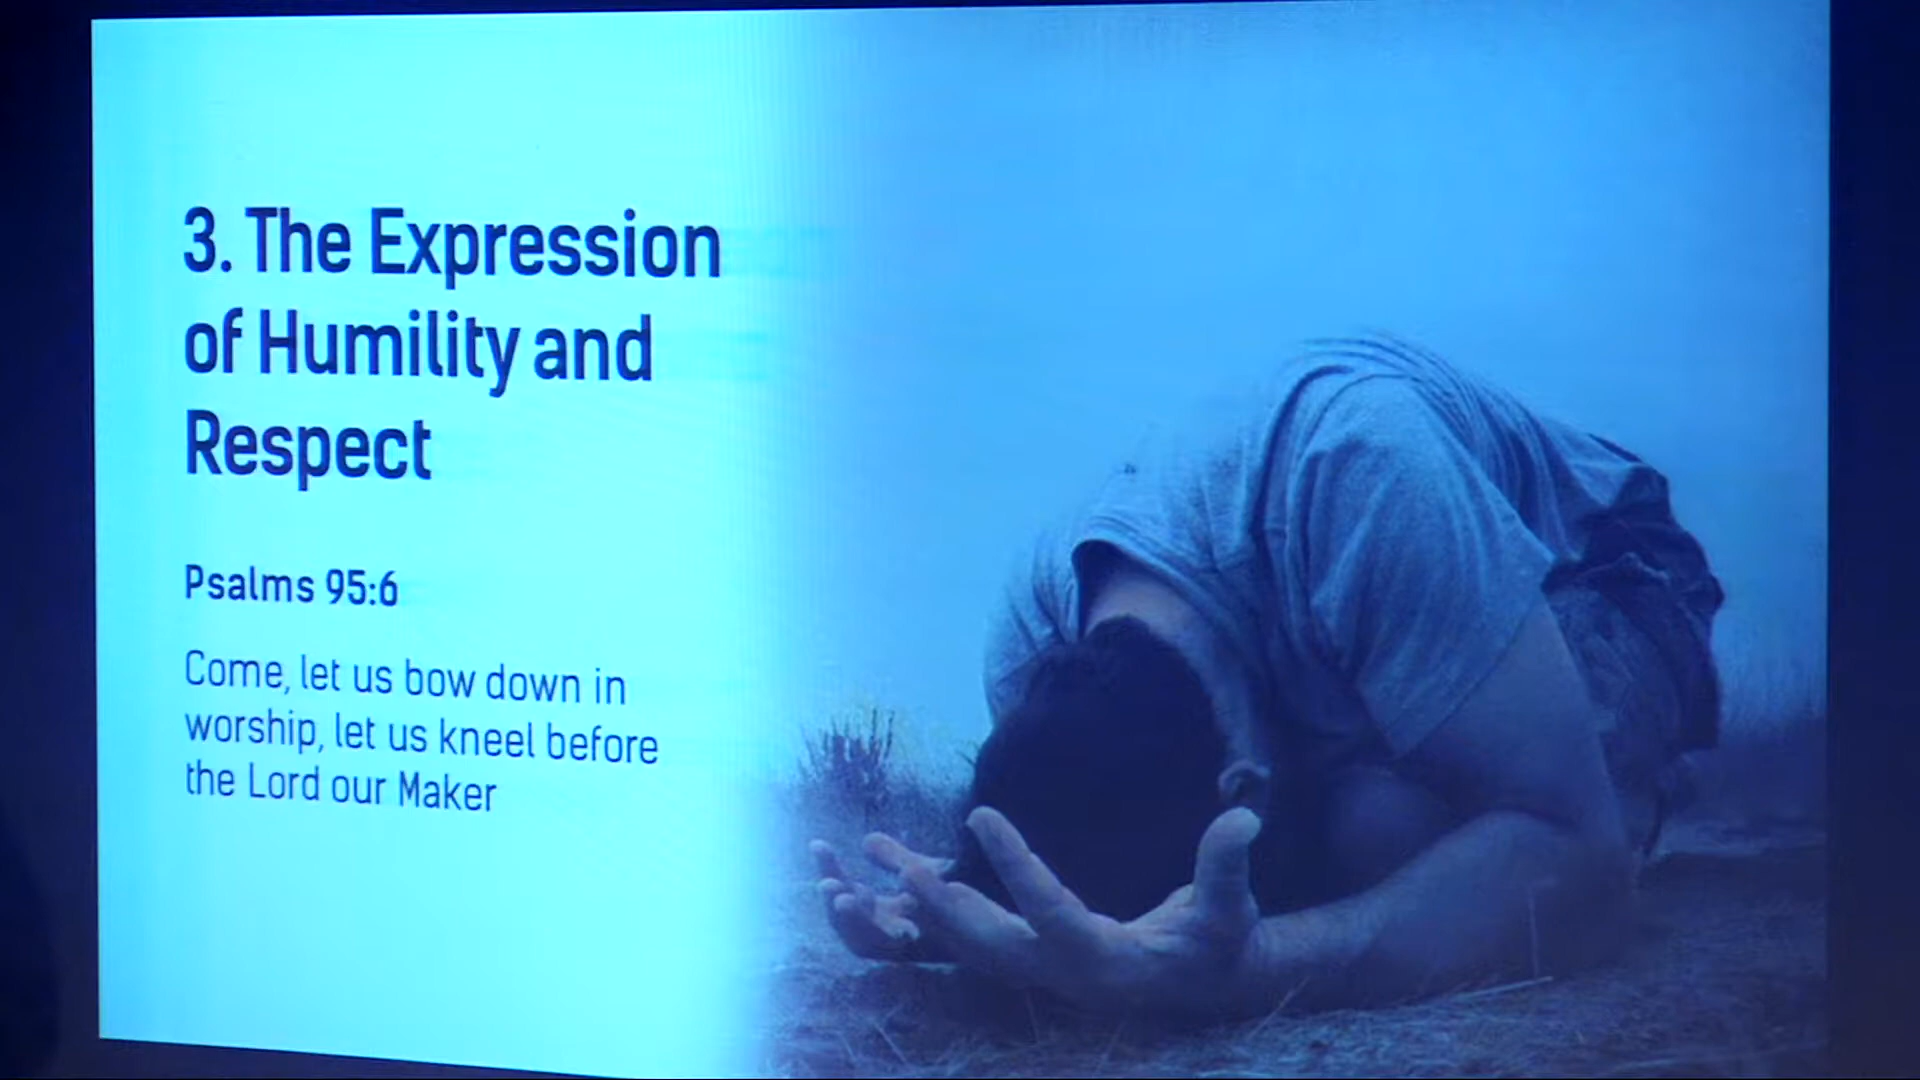 3. The Expression
of Humility and
Respect
Psalms 95:6
Come, let us bow down in
worship, let us kneel before
the Lord our Maker